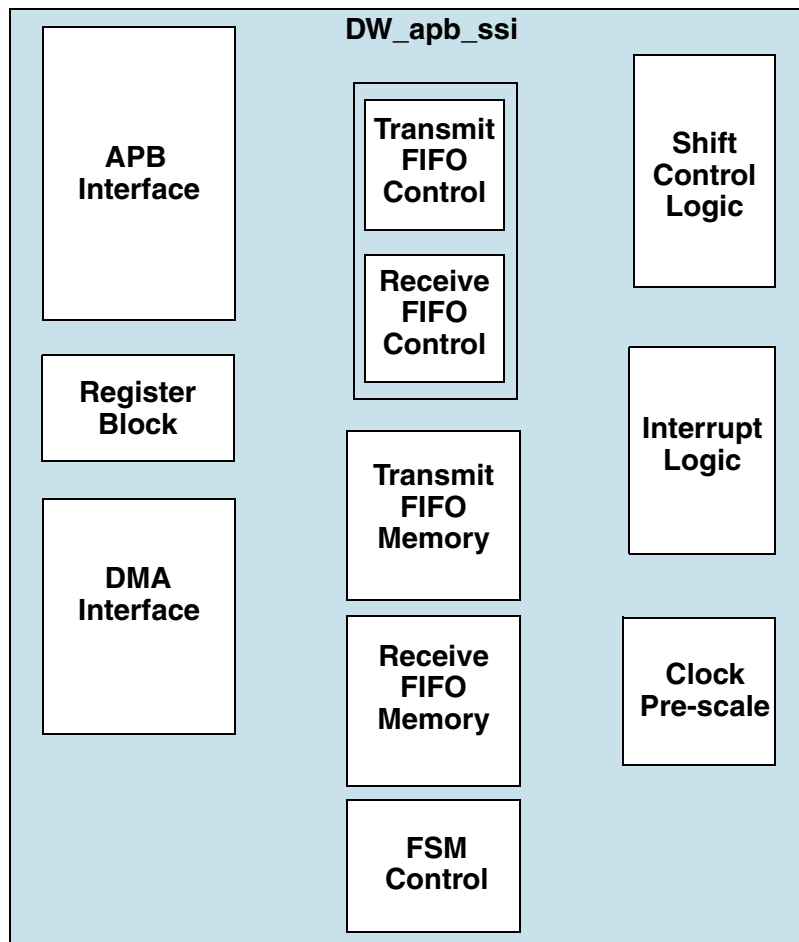 DW_apb_ssi
APB
Interface
Register
Block
DMA
Interface
Transmit
FIFO
Control
Receive
FIFO
Control
Transmit
FIFO
Memory
Receive
FIFO
Memory
FSM
Control
Shift
Control
Logic
Interrupt
Logic
Clock
Pre-scale